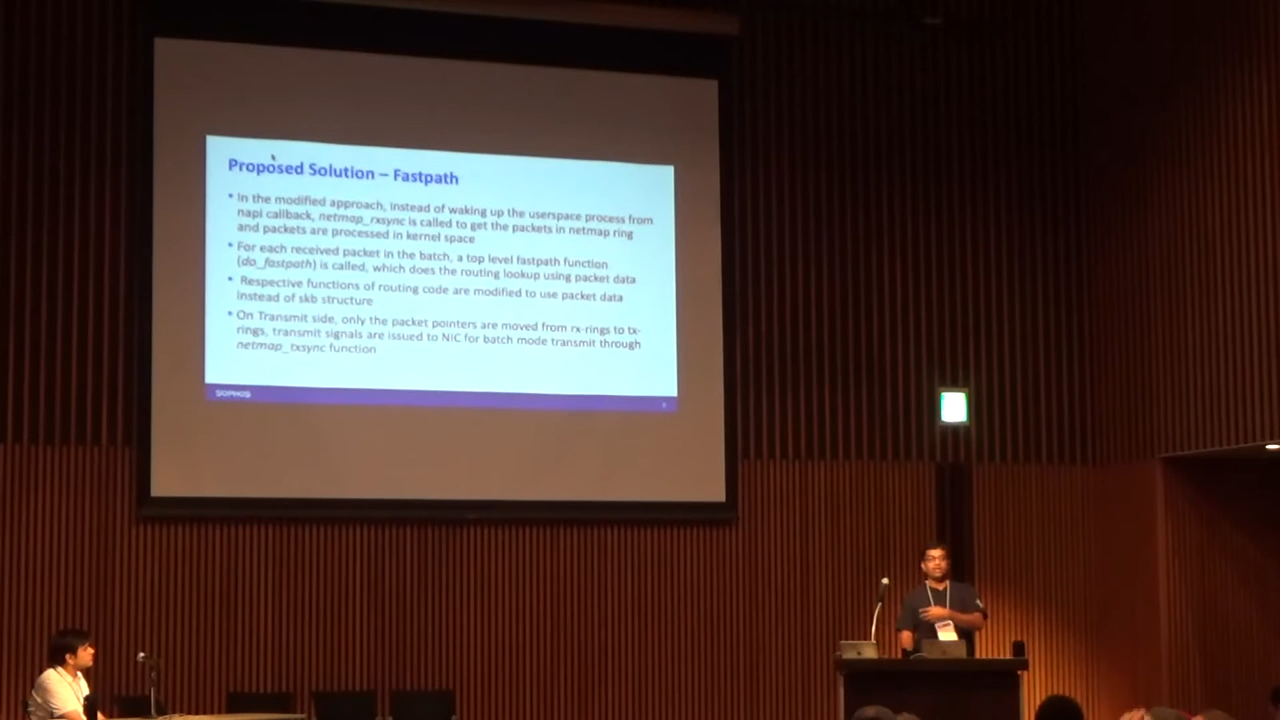 Proposed Solution – Fastpath
• In the modified approach, instead of waking up the userspace process from
napi callback, netmap_rxsync is called to get the packets in netmap ring
and packets are processed in kernel space
• For each received packet in the batch, a top level fastpath function
(do_fastpath) is called, which does the routing lookup using packet data
• Respective functions of routing code are modified to use packet data
instead of skb structure
• On Transmit side, only the packet pointers are moved from rx-rings to tx-
rings, transmit signals are issued to NIC for batch mode transmit through
netmap_txsync function
SOPHOS